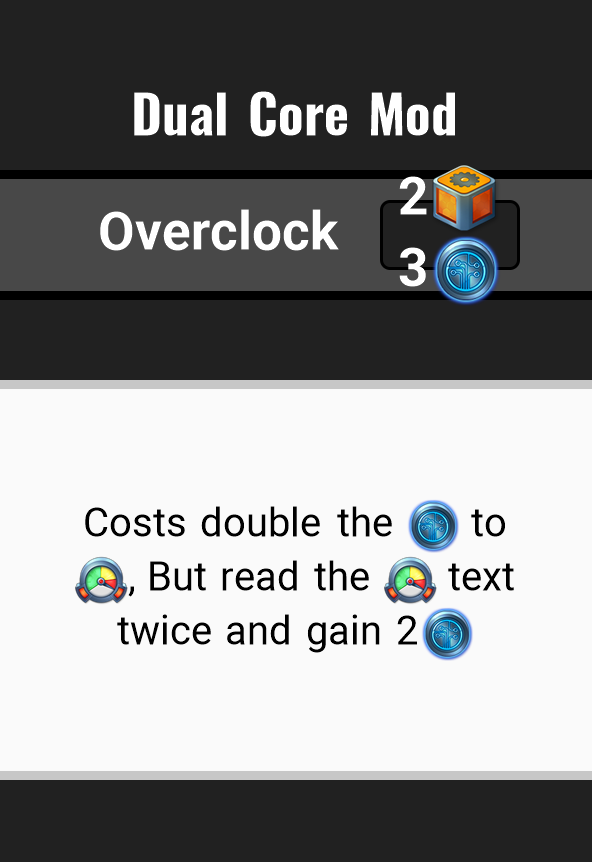 Dual Core Mod
Overclock
2
3
Costs double the to
, But read the text
twice and gain 2